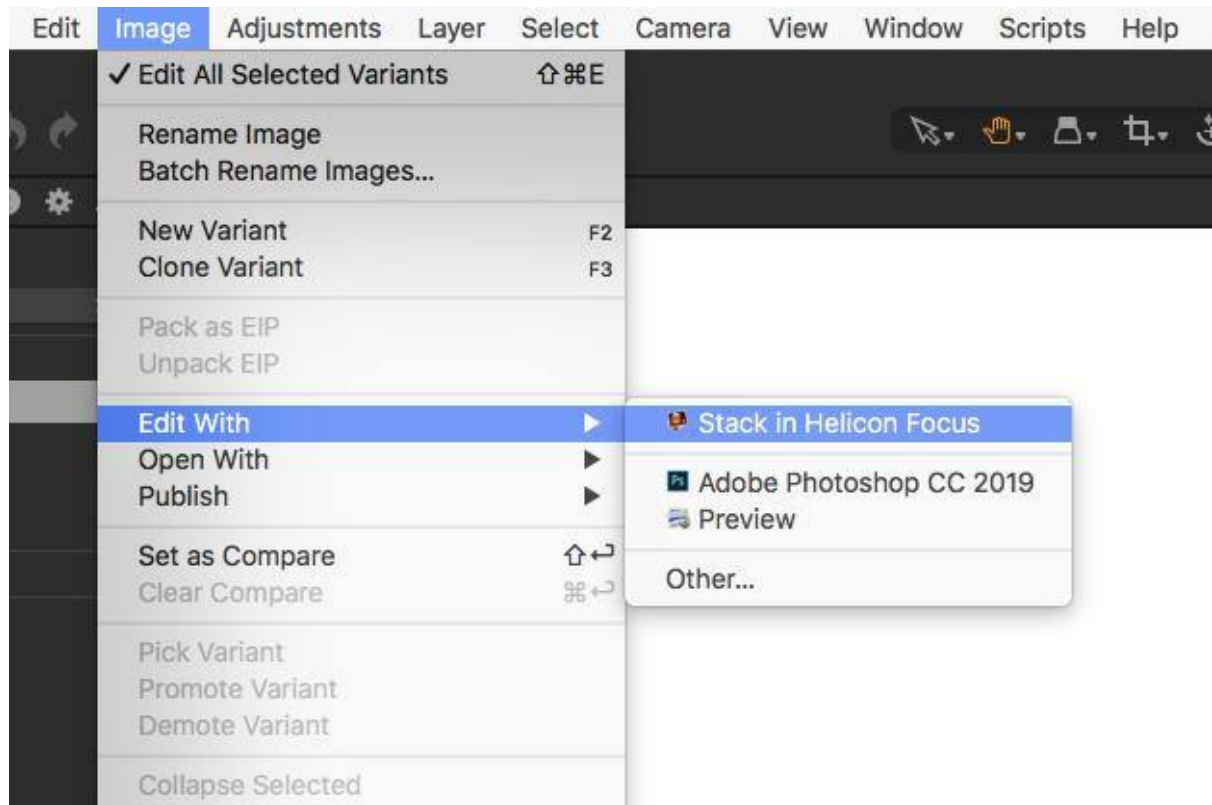 Edit Image Adjustments Layer Select Camera View Window Scripts Help
✓ Edit All Selected Variants ⇧⌘E
Rename Image
Batch Rename Images...
New Variant F2
Clone Variant F3
Pack as EIP
Unpack EIP
Edit With ▶
Stack in Helicon Focus
Open With ▶
Adobe Photoshop CC 2019
Publish ▶
Preview
Set as Compare ⇧↩
Other...
Clear Compare ⌘↩
Pick Variant
Promote Variant
Demote Variant
Collapse Selected